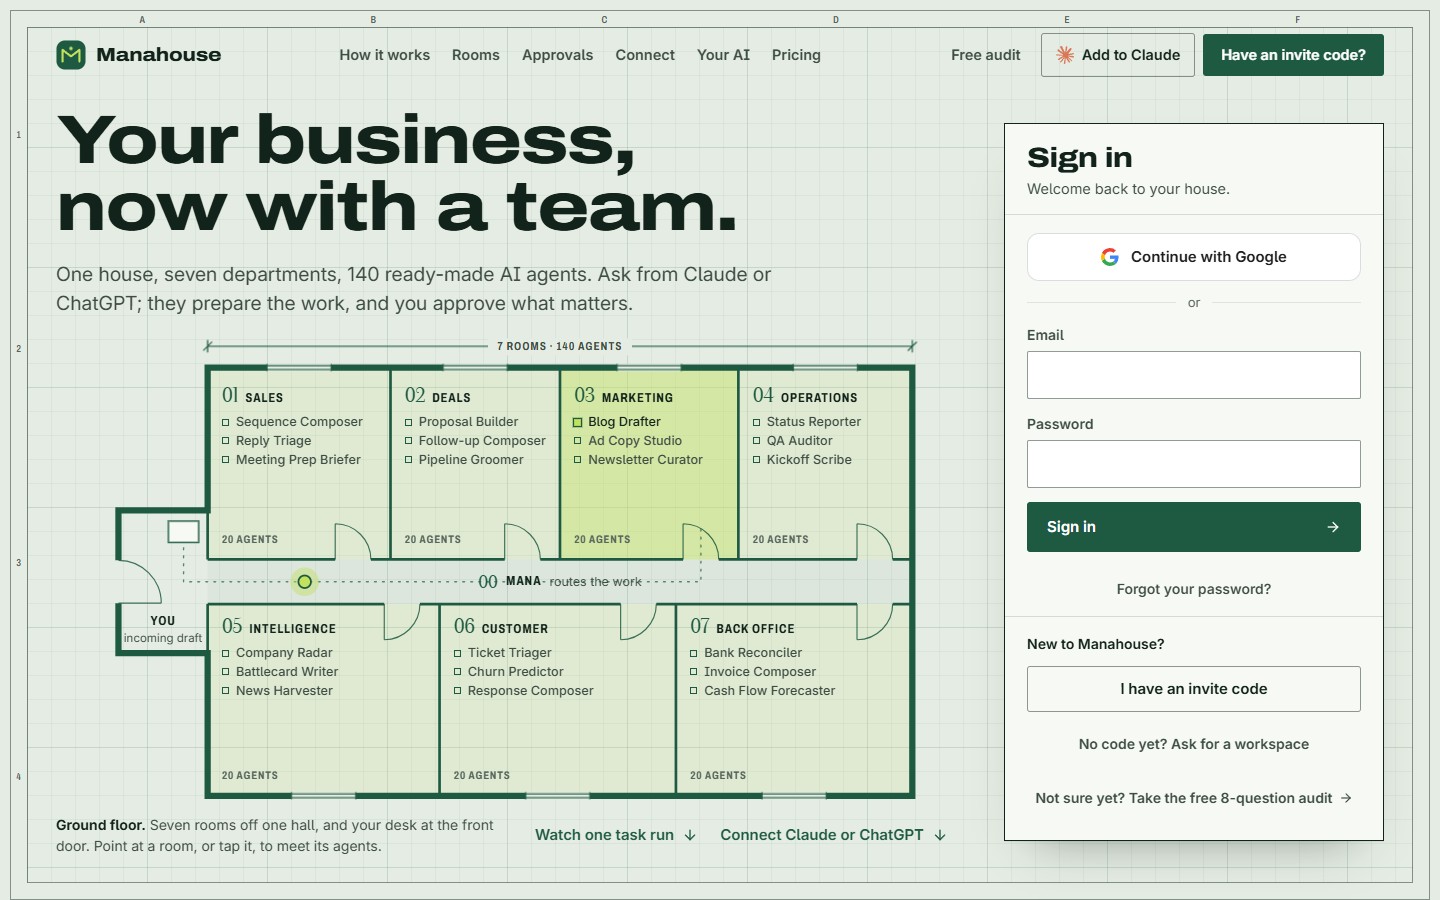 A B C D E F
Manahouse
How it works Rooms Approvals Connect Your AI Pricing
Free audit Add to Claude Have an invite code?
1
Your business,
now with a team.
One house, seven departments, 140 ready-made AI agents. Ask from Claude or
ChatGPT; they prepare the work, and you approve what matters.
2
7 ROOMS · 140 AGENTS
01 SALES
Sequence Composer
Reply Triage
Meeting Prep Briefer
20 AGENTS
02 DEALS
Proposal Builder
Follow-up Composer
Pipeline Groomer
20 AGENTS
03 MARKETING
Blog Drafter
Ad Copy Studio
Newsletter Curator
20 AGENTS
04 OPERATIONS
Status Reporter
QA Auditor
Kickoff Scribe
20 AGENTS
3
00 MANA routes the work
YOU
incoming draft
05 INTELLIGENCE
Company Radar
Battlecard Writer
News Harvester
20 AGENTS
06 CUSTOMER
Ticket Triager
Churn Predictor
Response Composer
20 AGENTS
07 BACK OFFICE
Bank Reconciler
Invoice Composer
Cash Flow Forecaster
20 AGENTS
4
Ground floor. Seven rooms off one hall, and your desk at the front
door. Point at a room, or tap it, to meet its agents.
Watch one task run ↓ Connect Claude or ChatGPT ↓
Sign in
Welcome back to your house.
Continue with Google
or
Email
Password
Sign in →
Forgot your password?
New to Manahouse?
I have an invite code
No code yet? Ask for a workspace
Not sure yet? Take the free 8-question audit →